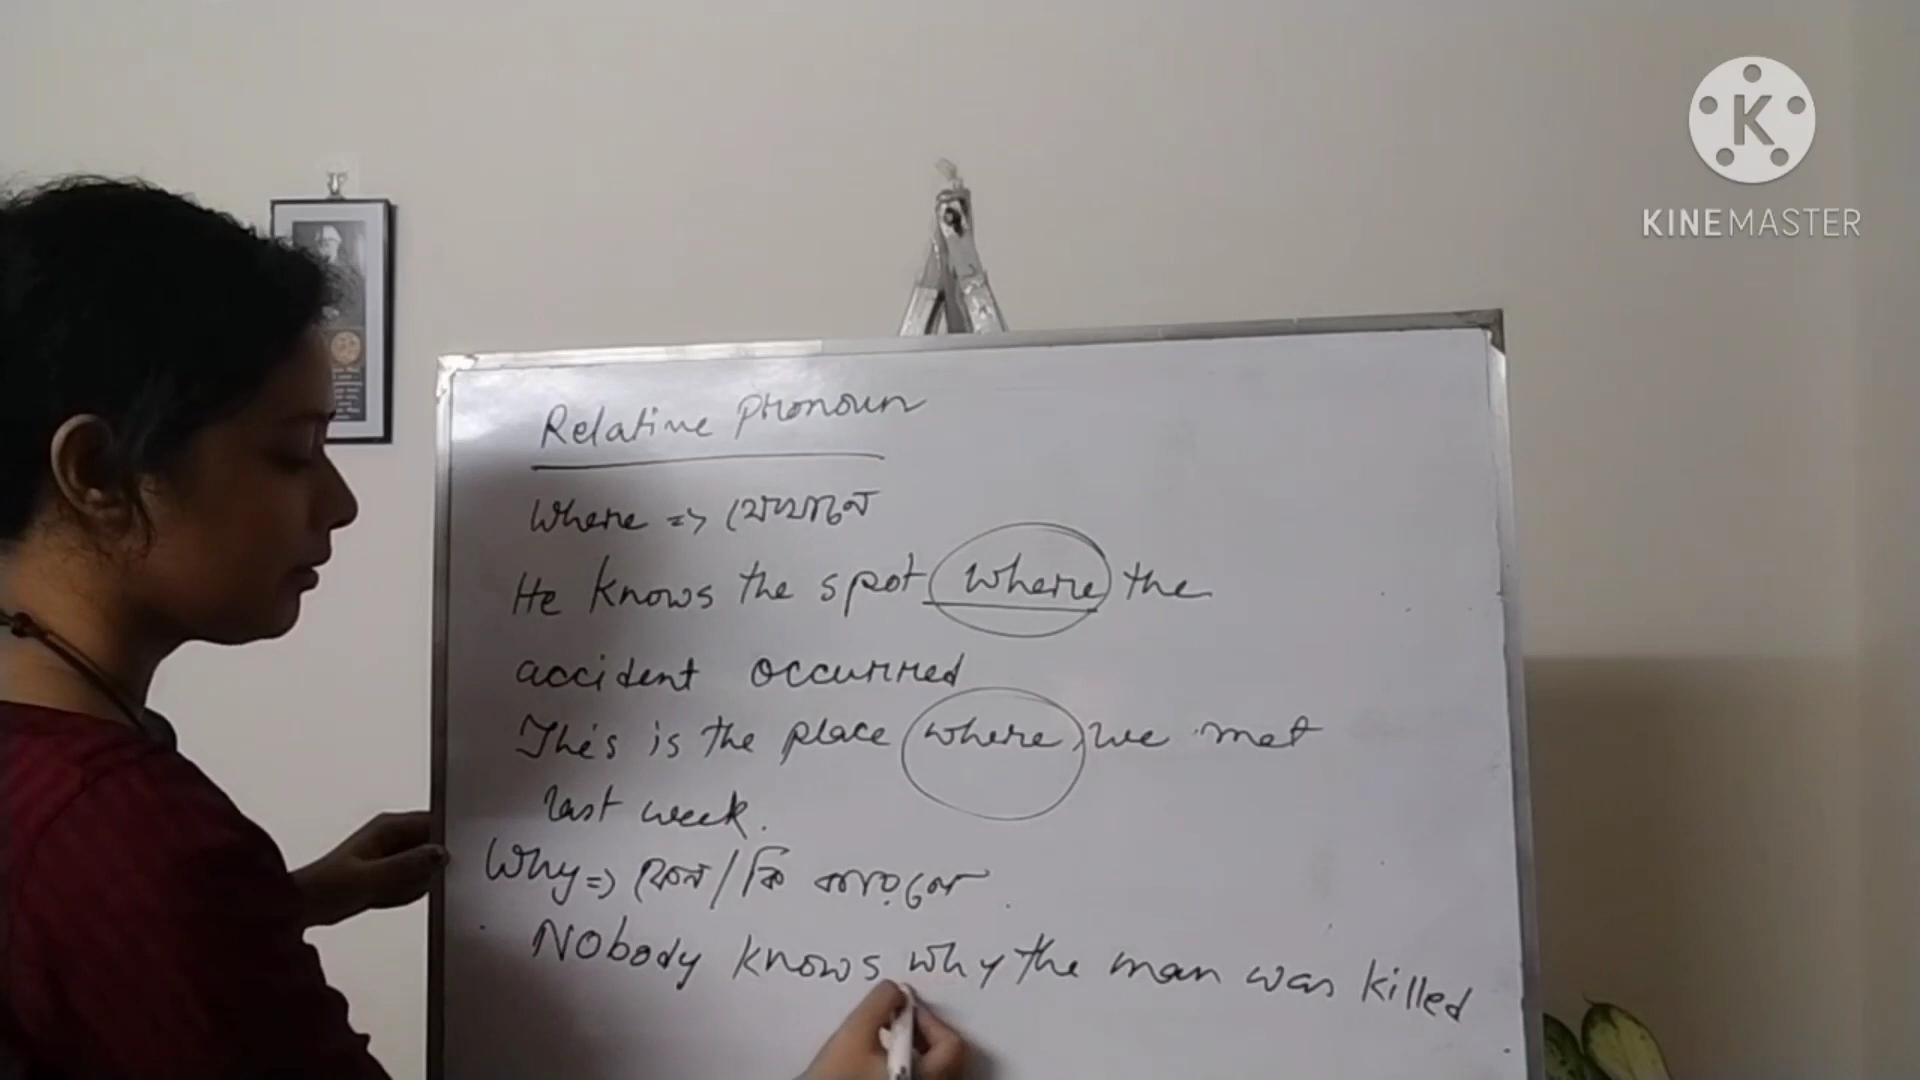 Relative Pronoun
Where => যেখানে
He knows the spot where the
accident occurred
This is the place where we met
last week.
Why => কেন / কি কারণে
Nobody knows why the man was killed
K
KINEMASTER